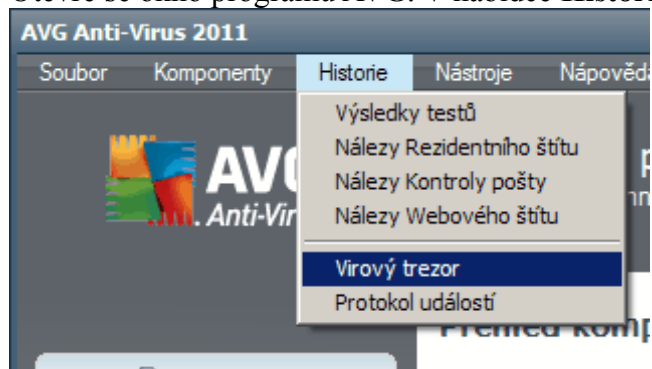 AVG Anti-Virus 2011
Soubor Komponenty Historie Nástroje
Výsledky testů
Nálezy Rezidentního štítu
Nálezy Kontroly pošty
Nálezy Webového štítu
AVG
Anti-Vir
Virový trezor
Protokol událostí